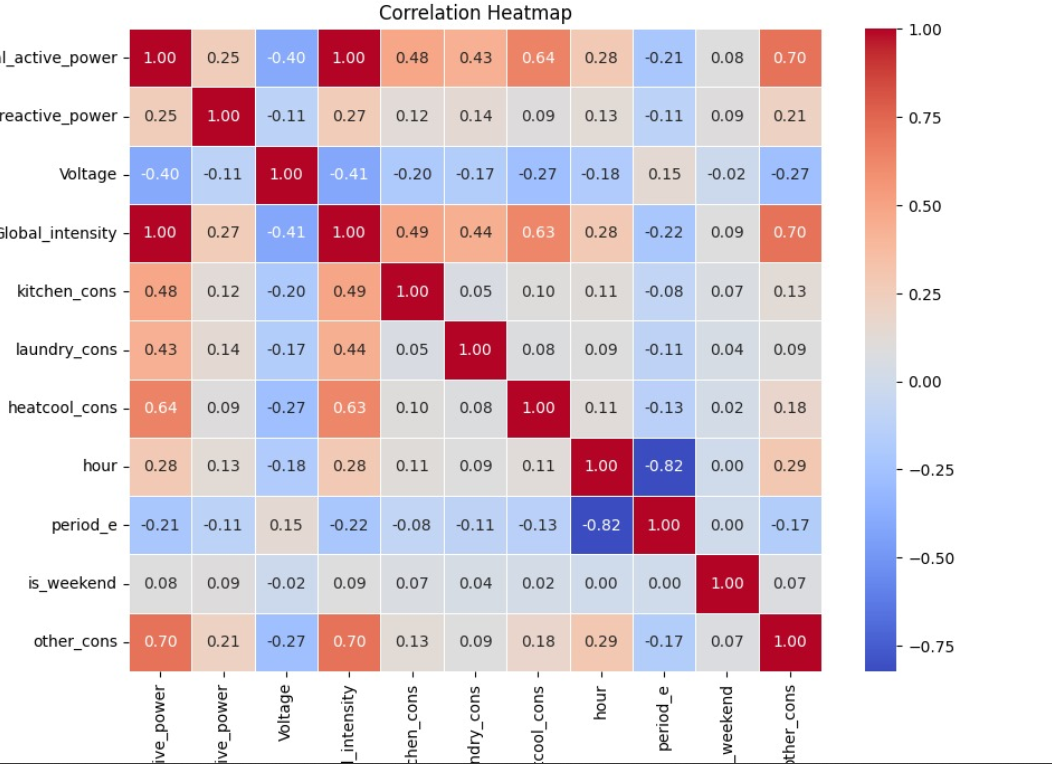 Correlation Heatmap
l_active_power 1.00 0.25 -0.40 1.00 0.48 0.43 0.64 0.28 -0.21 0.08 0.70
reactive_power 0.25 1.00 -0.11 0.27 0.12 0.14 0.09 0.13 -0.11 0.09 0.21
Voltage -0.40 -0.11 1.00 -0.41 -0.20 -0.17 -0.27 -0.18 0.15 -0.02 -0.27
Global_intensity 1.00 0.27 -0.41 1.00 0.49 0.44 0.63 0.28 -0.22 0.09 0.70
kitchen_cons 0.48 0.12 -0.20 0.49 1.00 0.05 0.10 0.11 -0.08 0.07 0.13
laundry_cons 0.43 0.14 -0.17 0.44 0.05 1.00 0.08 0.09 -0.11 0.04 0.09
heatcool_cons 0.64 0.09 -0.27 0.63 0.10 0.08 1.00 0.11 -0.13 0.02 0.18
hour 0.28 0.13 -0.18 0.28 0.11 0.09 0.11 1.00 -0.82 0.00 0.29
period_e -0.21 -0.11 0.15 -0.22 -0.08 -0.11 -0.13 -0.82 1.00 0.00 -0.17
is_weekend 0.08 0.09 -0.02 0.09 0.07 0.04 0.02 0.00 0.00 1.00 0.07
other_cons 0.70 0.21 -0.27 0.70 0.13 0.09 0.18 0.29 -0.17 0.07 1.00
ive_power
ive_power
Voltage
l_intensity
chen_cons
ndry_cons
tcool_cons
hour
period_e
_weekend
other_cons
1.00
0.75
0.50
0.25
0.00
−0.25
−0.50
−0.75